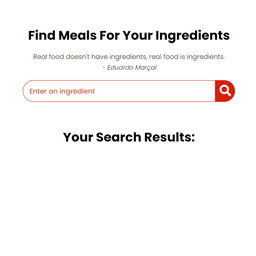 Find Meals For Your Ingredients
Real food doesn't have ingredients, real food is ingredients.
- Eduardo Marçal
Enter an ingredient
Your Search Results: